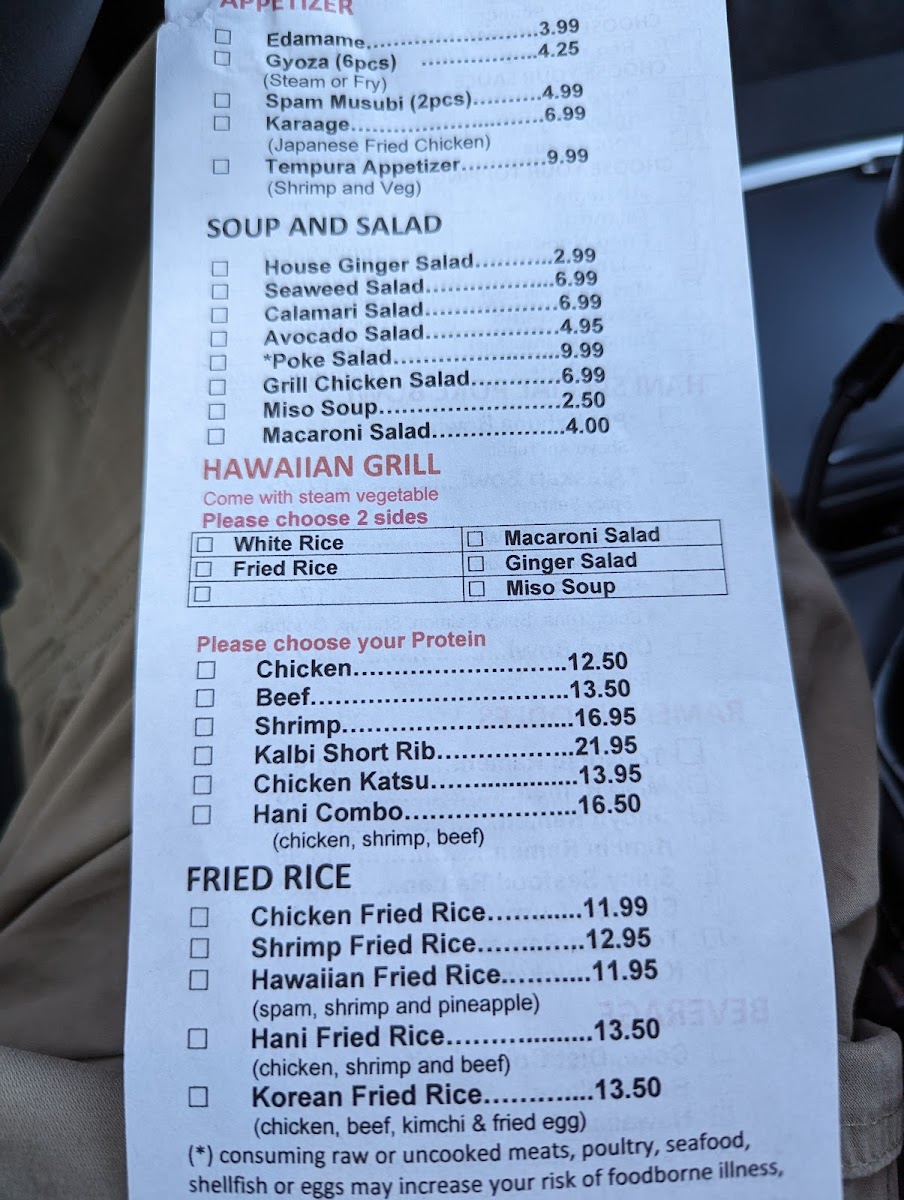 APPETIZER
☐ Edamame..............................3.99
☐ Gyoza (6pcs) ....................4.25
(Steam or Fry)
☐ Spam Musubi (2pcs)..........4.99
☐ Karaage..............................6.99
(Japanese Fried Chicken)
☐ Tempura Appetizer.............9.99
(Shrimp and Veg)
SOUP AND SALAD
☐ House Ginger Salad...........2.99
☐ Seaweed Salad...................6.99
☐ Calamari Salad...................6.99
☐ Avocado Salad....................4.95
☐ *Poke Salad.........................9.99
☐ Grill Chicken Salad............6.99
☐ Miso Soup...........................2.50
☐ Macaroni Salad...................4.00
HAWAIIAN GRILL
Come with steam vegetable
Please choose 2 sides
☐ White Rice ☐ Macaroni Salad
☐ Fried Rice ☐ Ginger Salad
☐ ☐ Miso Soup
Please choose your Protein
☐ Chicken..............................12.50
☐ Beef....................................13.50
☐ Shrimp................................16.95
☐ Kalbi Short Rib..................21.95
☐ Chicken Katsu....................13.95
☐ Hani Combo.......................16.50
(chicken, shrimp, beef)
FRIED RICE
☐ Chicken Fried Rice............11.99
☐ Shrimp Fried Rice..............12.95
☐ Hawaiian Fried Rice...........11.95
(spam, shrimp and pineapple)
☐ Hani Fried Rice...................13.50
(chicken, shrimp and beef)
☐ Korean Fried Rice..............13.50
(chicken, beef, kimchi & fried egg)
(*) consuming raw or uncooked meats, poultry, seafood,
shellfish or eggs may increase your risk of foodborne illness,